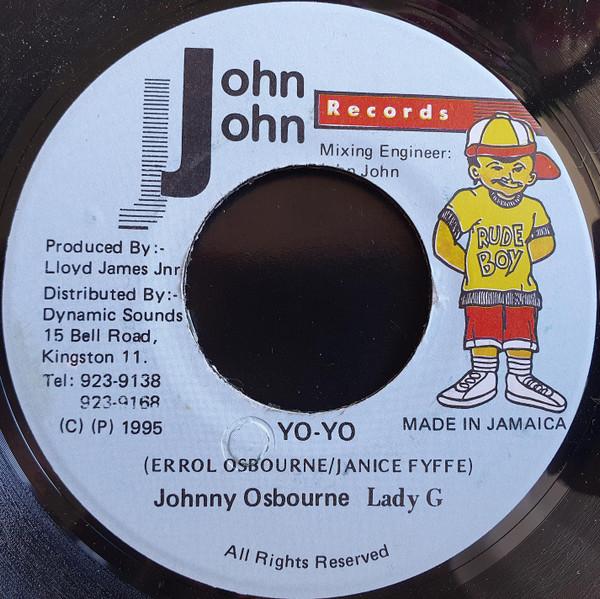 John
John
Records
Mixing Engineer:
John
RUDE
BOY
Produced By:-
Lloyd James Jnr
Distributed By:-
Dynamic Sounds
15 Bell Road,
Kingston 11.
Tel: 923-9138
923-9168
(C) (P) 1995
YO-YO
MADE IN JAMAICA
(ERROL OSBOURNE/JANICE FYFFE)
Johnny Osbourne Lady G
All Rights Reserved